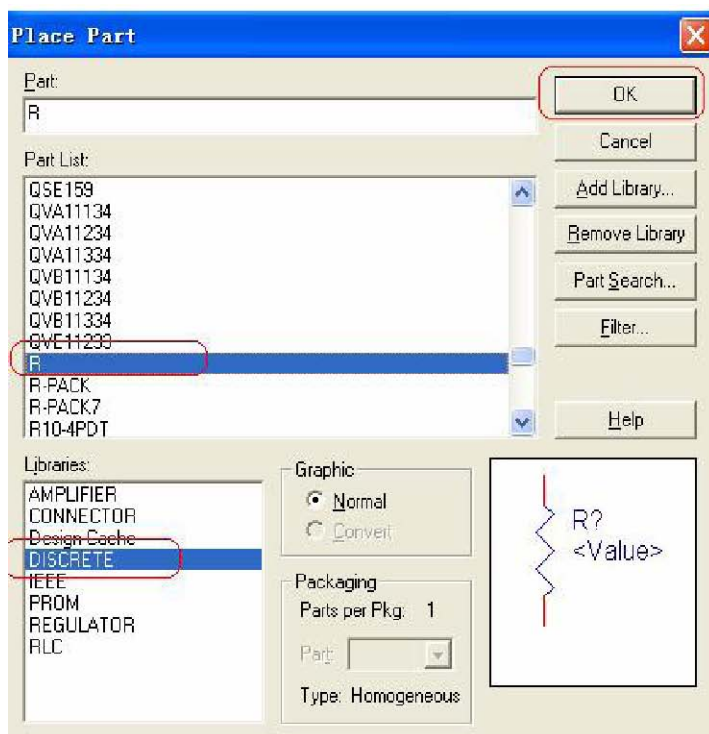 Place Part
Part:
R
Part List:
QSE159
QVA11134
QVA11234
QVA11334
QVB11134
QVB11234
QVB11334
QVE11233
R
R-PACK
R-PACK7
R10-4PDT
OK
Cancel
Add Library...
Remove Library
Part Search...
Filter...
Help
Libraries:
AMPLIFIER
CONNECTOR
Design Cache
DISCRETE
IEEE
PROM
REGULATOR
RLC
Graphic
Normal
Convert
Packaging
Parts per Pkg: 1
Part:
Type: Homogeneous
R?
<Value>